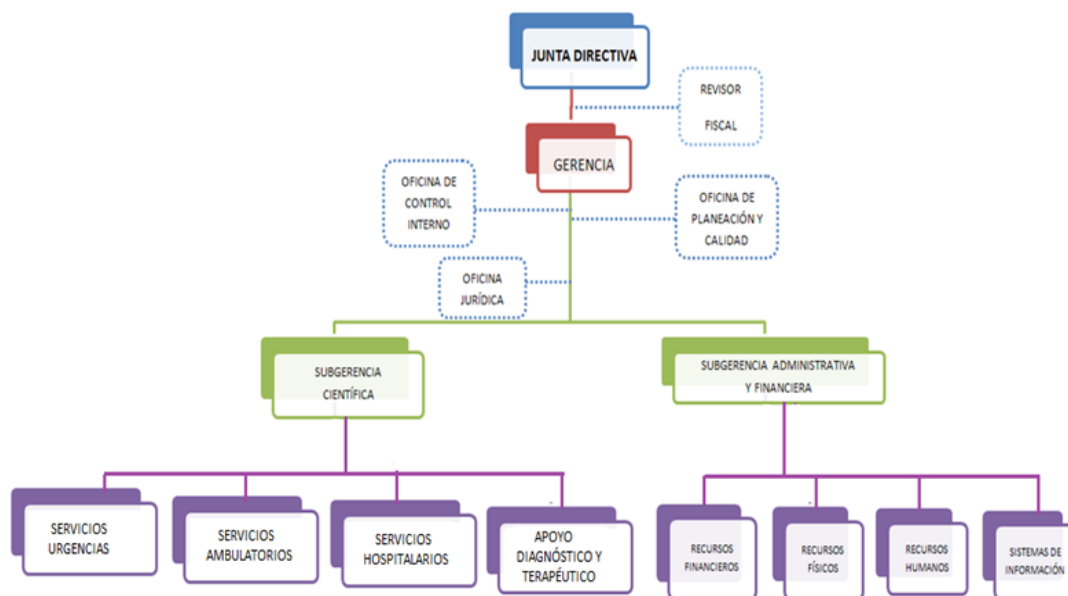 JUNTA DIRECTIVA
REVISOR
FISCAL
GERENCIA
OFICINA DE
CONTROL
INTERNO
OFICINA DE
PLANEACIÓN Y
CALIDAD
OFICINA
JURÍDICA
SUBGERENCIA
CIENTÍFICA
SUBGERENCIA ADMINISTRATIVA
Y FINANCIERA
SERVICIOS
URGENCIAS
SERVICIOS
AMBULATORIOS
SERVICIOS
HOSPITALARIOS
APOYO
DIAGNÓSTICO Y
TERAPÉUTICO
RECURSOS
FINANCIEROS
RECURSOS
FÍSICOS
RECURSOS
HUMANOS
SISTEMAS DE
INFORMACIÓN